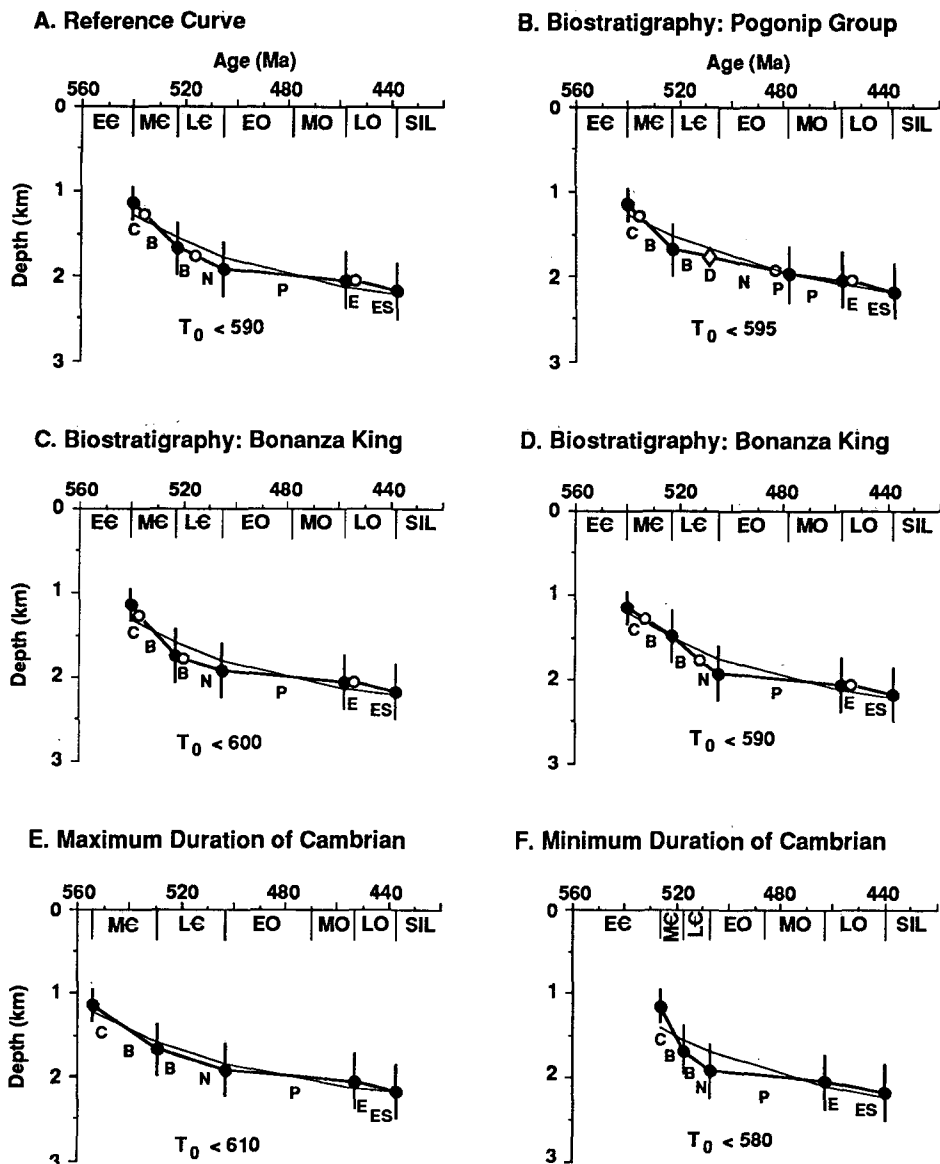 A. Reference Curve
Age (Ma)
560 520 480 440
0
EЄ MЄ LЄ EO MO LO SIL
Depth (km)
1
2
3
C B B N P E ES
T0 < 590
B. Biostratigraphy: Pogonip Group
Age (Ma)
560 520 480 440
0
EЄ MЄ LЄ EO MO LO SIL
1
2
3
C B B D N P P E ES
T0 < 595
C. Biostratigraphy: Bonanza King
560 520 480 440
0
EЄ MЄ LЄ EO MO LO SIL
Depth (km)
1
2
3
C B B N P E ES
T0 < 600
D. Biostratigraphy: Bonanza King
560 520 480 440
0
EЄ MЄ LЄ EO MO LO SIL
1
2
3
C B B N P E ES
T0 < 590
E. Maximum Duration of Cambrian
560 520 480 440
0
MЄ LЄ EO MO LO SIL
Depth (km)
1
2
3
C B B N P E ES
T0 < 610
F. Minimum Duration of Cambrian
560 520 480 440
0
EЄ MЄ LЄ EO MO LO SIL
1
2
3
C B B N P E ES
T0 < 580